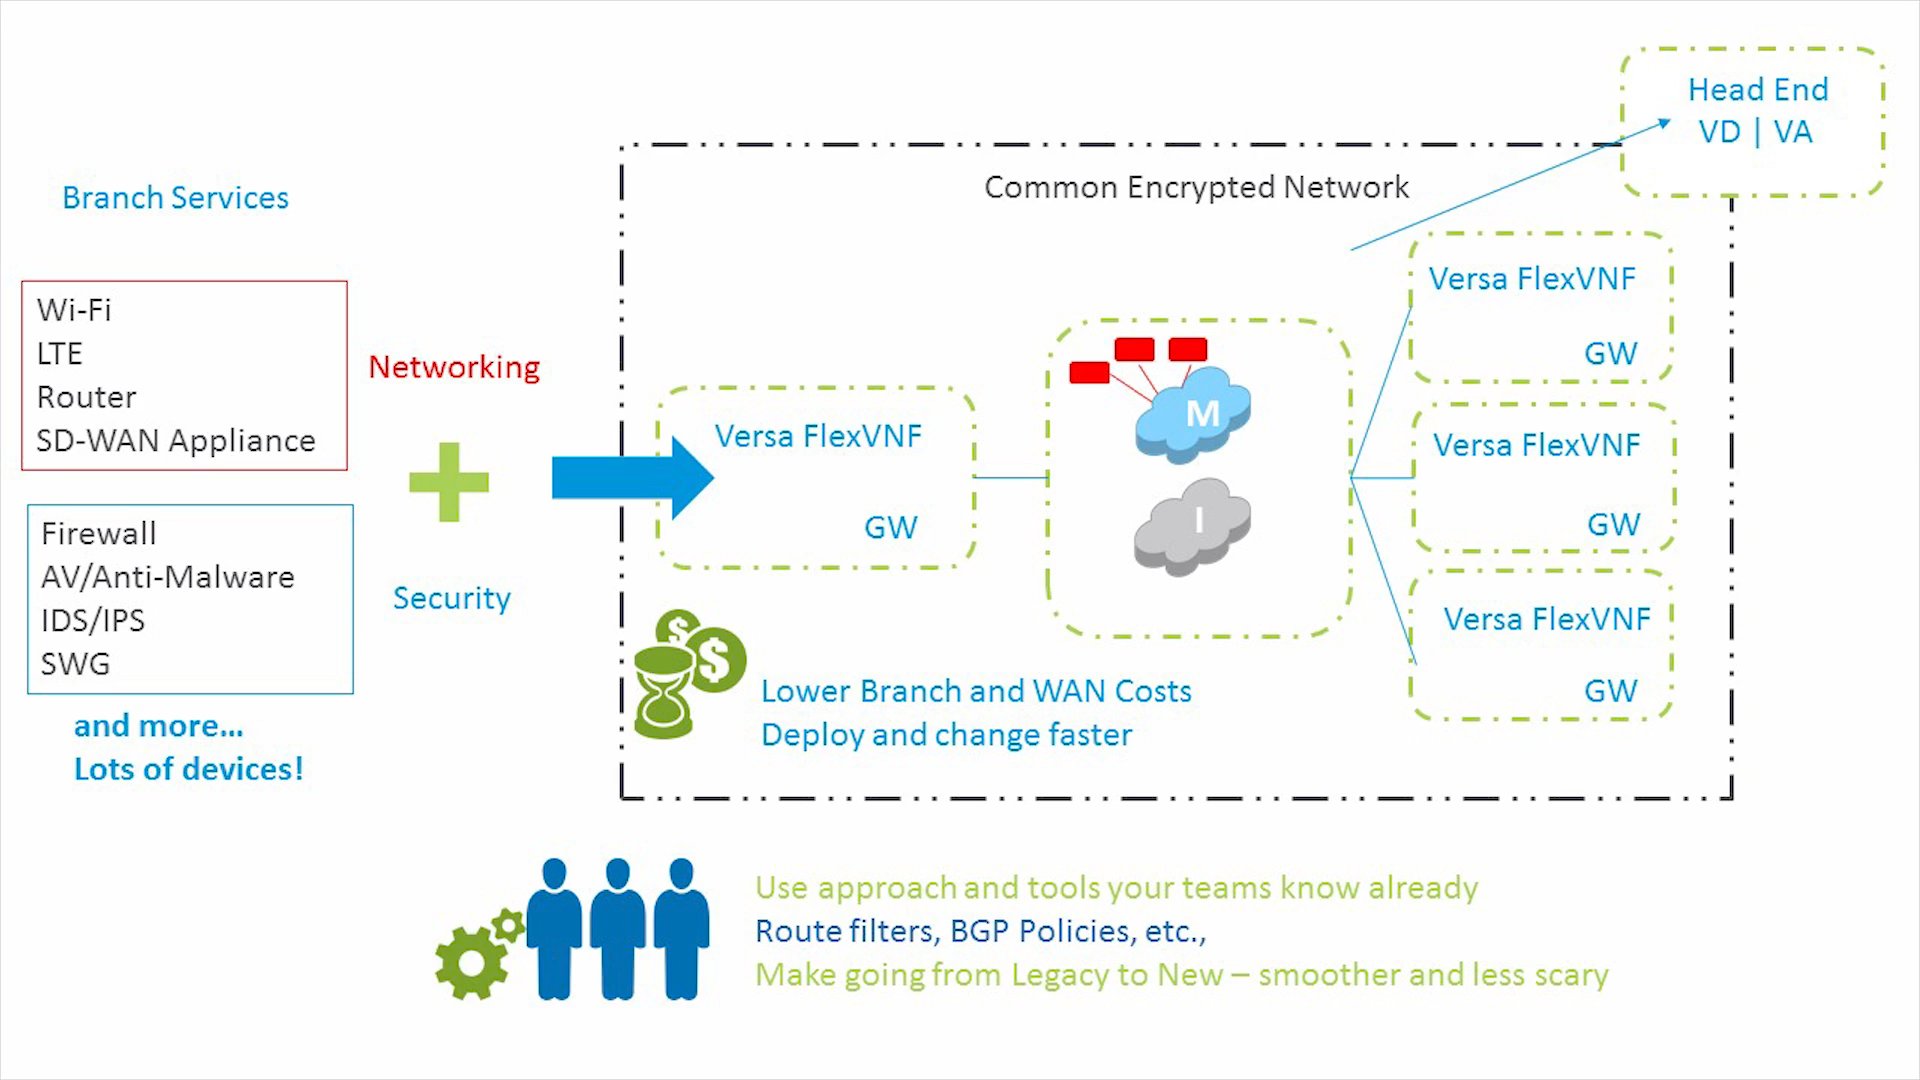 Head End
VD | VA
Common Encrypted Network
Branch Services
Wi-Fi
LTE
Router
SD-WAN Appliance
Networking
Firewall
AV/Anti-Malware
IDS/IPS
SWG
Security
and more...
Lots of devices!
Versa FlexVNF
GW
M
I
Versa FlexVNF
GW
Versa FlexVNF
GW
Versa FlexVNF
GW
$
$
Lower Branch and WAN Costs
Deploy and change faster
Use approach and tools your teams know already
Route filters, BGP Policies, etc.,
Make going from Legacy to New – smoother and less scary